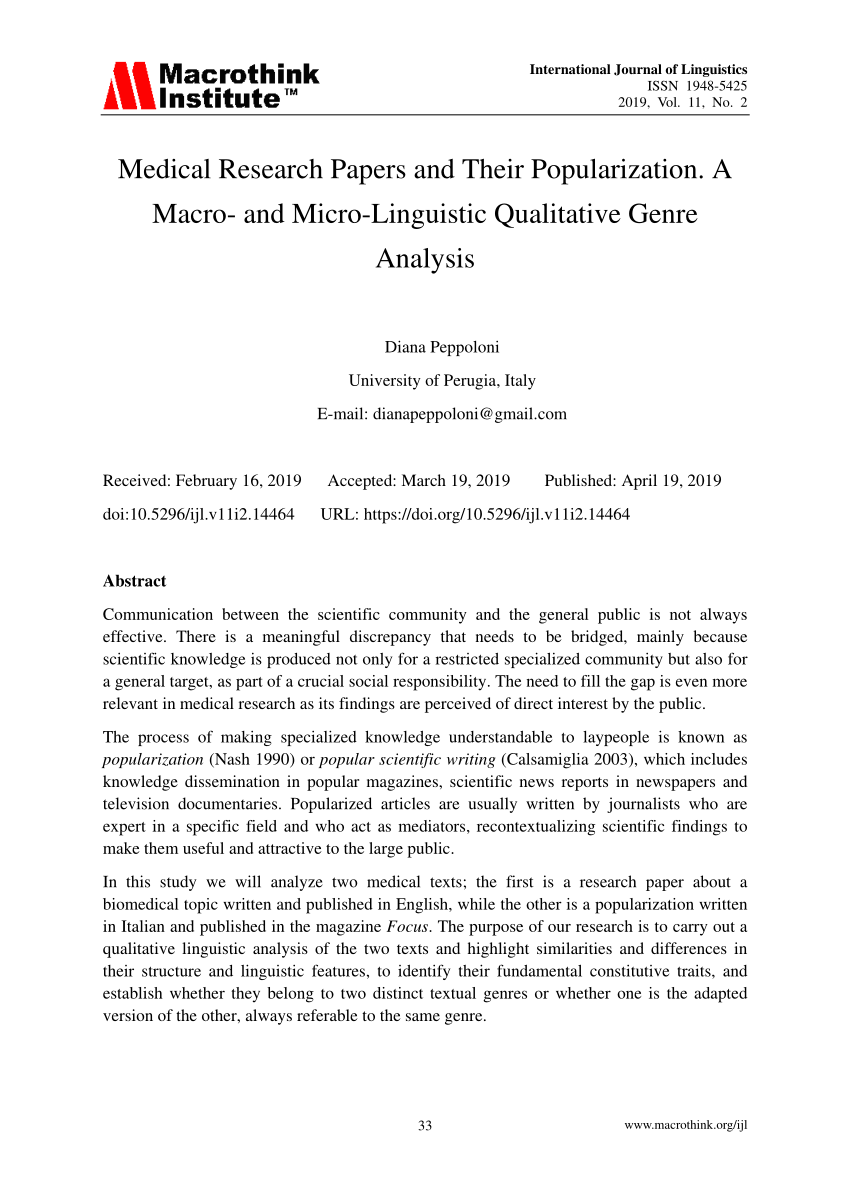 Macrothink
Institute™
International Journal of Linguistics
ISSN 1948-5425
2019, Vol. 11, No. 2
Medical Research Papers and Their Popularization. A
Macro- and Micro-Linguistic Qualitative Genre
Analysis
Diana Peppoloni
University of Perugia, Italy
E-mail: dianapeppoloni@gmail.com
Received: February 16, 2019 Accepted: March 19, 2019 Published: April 19, 2019
doi:10.5296/ijl.v11i2.14464 URL: https://doi.org/10.5296/ijl.v11i2.14464
Abstract
Communication between the scientific community and the general public is not always
effective. There is a meaningful discrepancy that needs to be bridged, mainly because
scientific knowledge is produced not only for a restricted specialized community but also for
a general target, as part of a crucial social responsibility. The need to fill the gap is even more
relevant in medical research as its findings are perceived of direct interest by the public.
The process of making specialized knowledge understandable to laypeople is known as
popularization (Nash 1990) or popular scientific writing (Calsamiglia 2003), which includes
knowledge dissemination in popular magazines, scientific news reports in newspapers and
television documentaries. Popularized articles are usually written by journalists who are
expert in a specific field and who act as mediators, recontextualizing scientific findings to
make them useful and attractive to the large public.
In this study we will analyze two medical texts; the first is a research paper about a
biomedical topic written and published in English, while the other is a popularization written
in Italian and published in the magazine Focus. The purpose of our research is to carry out a
qualitative linguistic analysis of the two texts and highlight similarities and differences in
their structure and linguistic features, to identify their fundamental constitutive traits, and
establish whether they belong to two distinct textual genres or whether one is the adapted
version of the other, always referable to the same genre.
33
www.macrothink.org/ijl